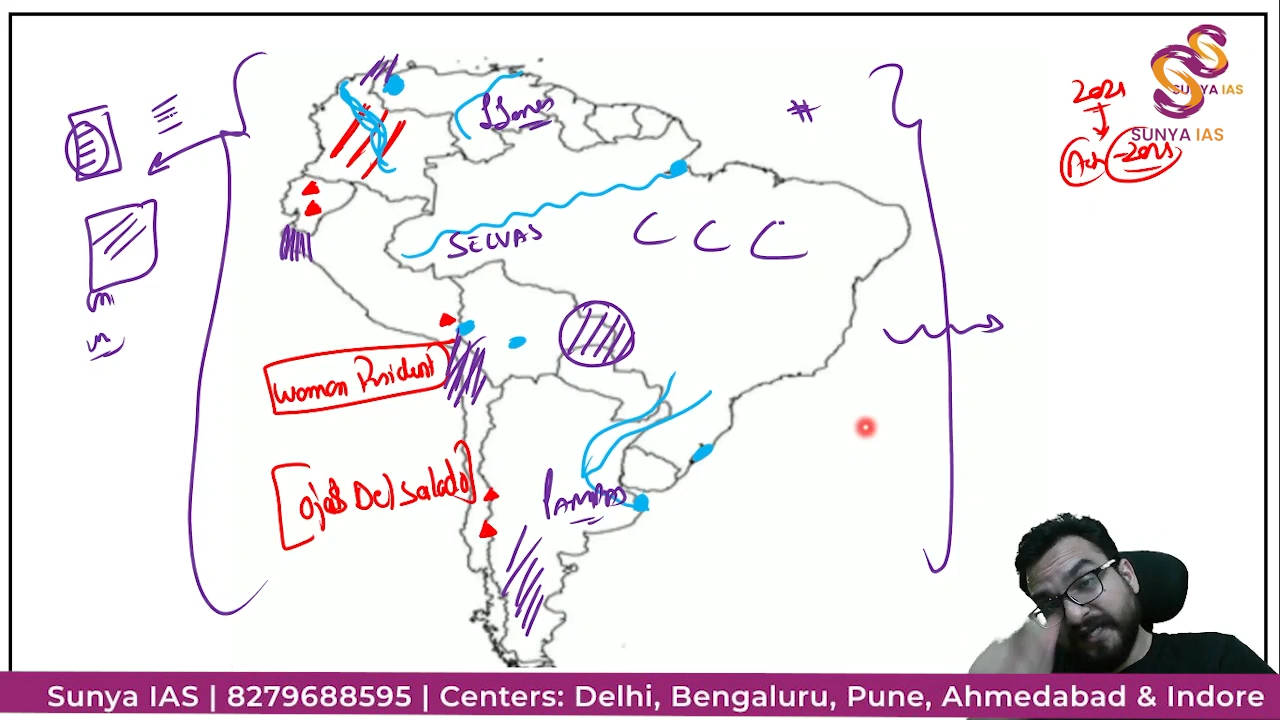 SUNYA IAS
SUNYA IAS
2021
-2021
Llanos
#
SELVAS
C C C
Woman President
Ojos Del Salado
PAMPAS
Sunya IAS | 8279688595 | Centers: Delhi, Bengaluru, Pune, Ahmedabad & Indore